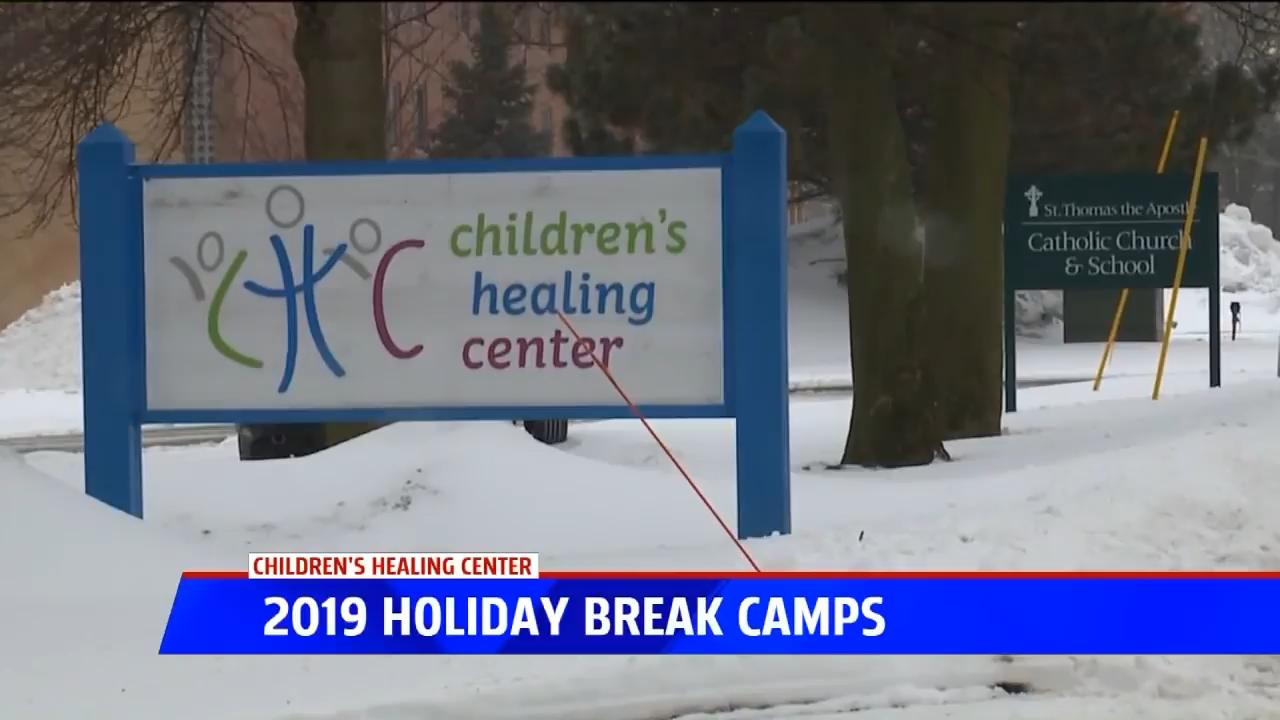 CHC
children's
healing
center
St. Thomas the Apostle
Catholic Church
& School
CHILDREN'S HEALING CENTER
2019 HOLIDAY BREAK CAMPS